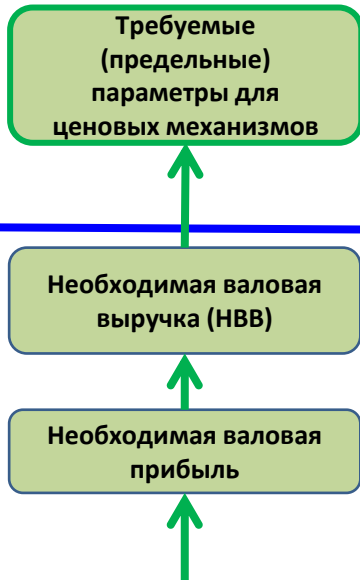 Требуемые
(предельные)
параметры для
ценовых механизмов
Необходимая валовая
выручка (НВВ)
Необходимая валовая
прибыль